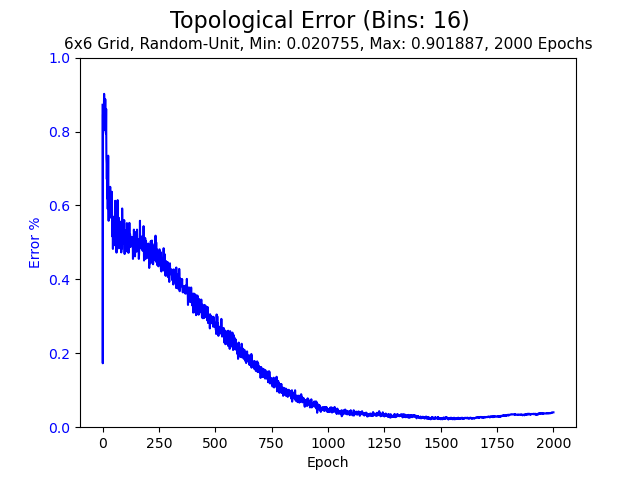 Topological Error (Bins: 16)
6x6 Grid, Random-Unit, Min: 0.020755, Max: 0.901887, 2000 Epochs
1.0
0.8
0.6
0.4
0.2
0.0
Error %
0 250 500 750 1000 1250 1500 1750 2000
Epoch